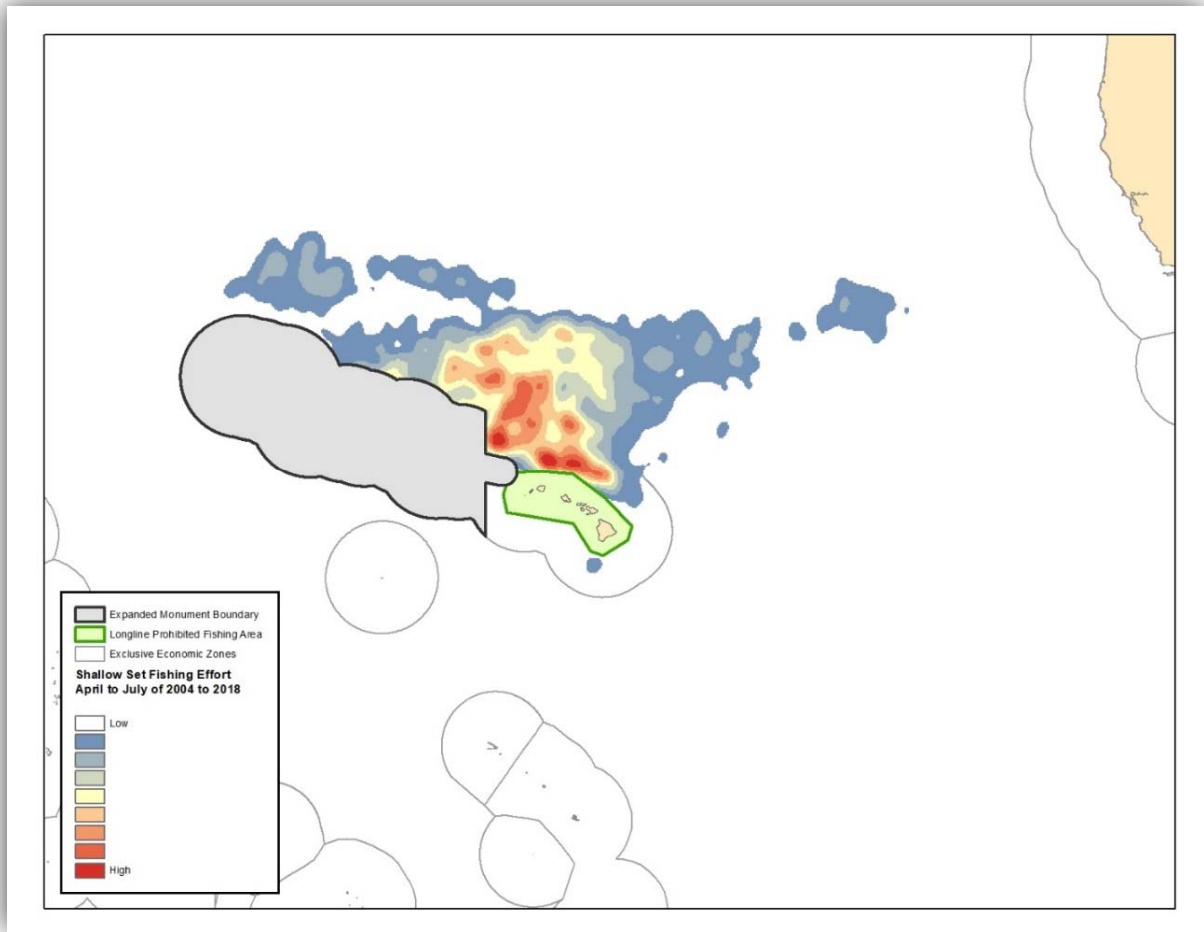 Expanded Monument Boundary
Longline Prohibited Fishing Area
Exclusive Economic Zones
Shallow Set Fishing Effort
April to July of 2004 to 2018
Low
High